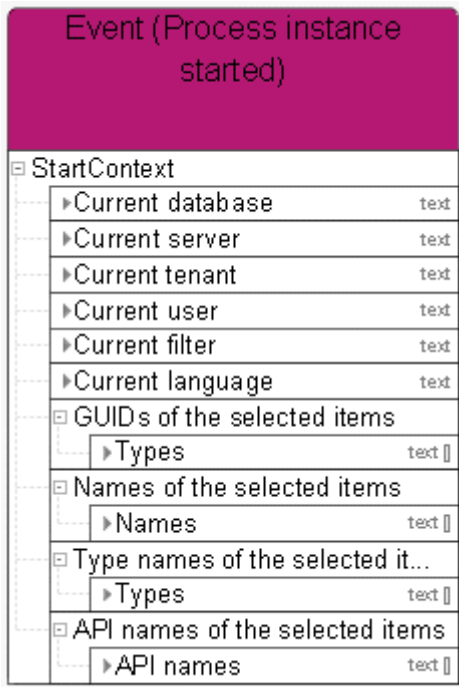 Event (Process instance
started)
StartContext
Current database text
Current server text
Current tenant text
Current user text
Current filter text
Current language text
GUIDs of the selected items
Types text []
Names of the selected items
Names text []
Type names of the selected it...
Types text []
API names of the selected items
API names text []